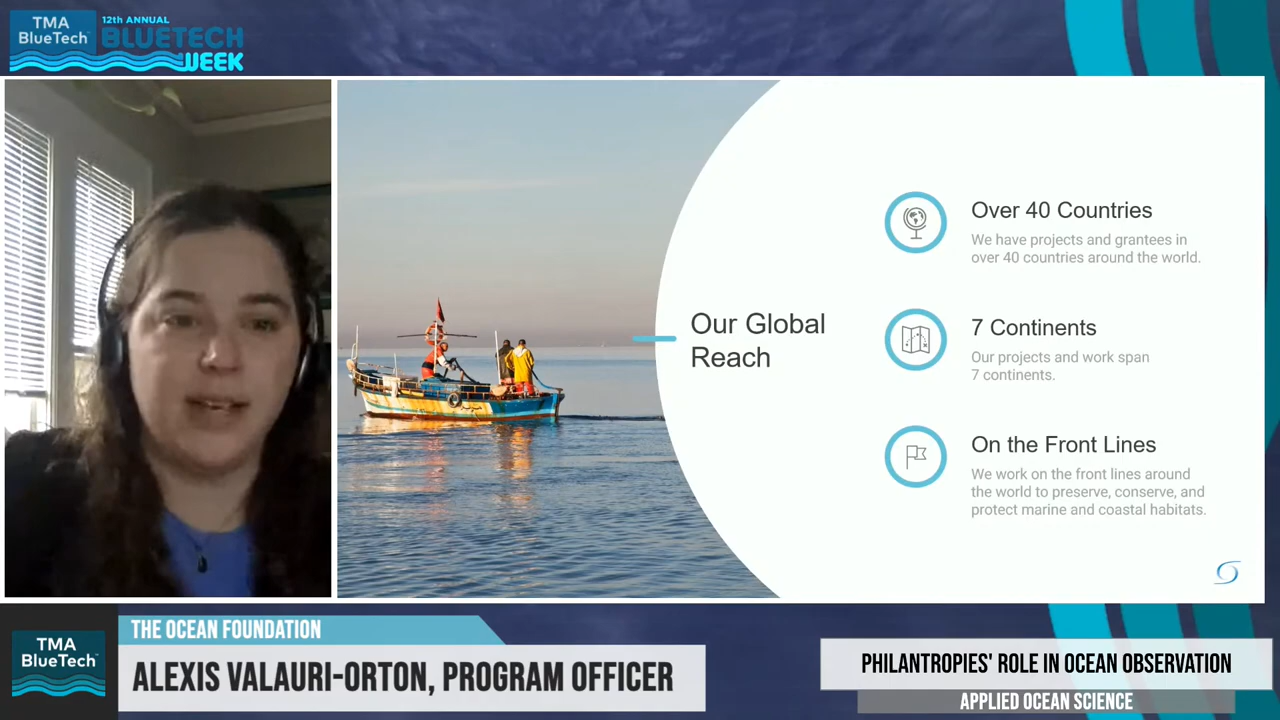 TMA
BlueTech™
12th ANNUAL
BLUETECH
WEEK
Our Global
Reach
Over 40 Countries
We have projects and grantees in
over 40 countries around the world.
7 Continents
Our projects and work span
7 continents.
On the Front Lines
We work on the front lines around
the world to preserve, conserve, and
protect marine and coastal habitats.
TMA
BlueTech™
THE OCEAN FOUNDATION
ALEXIS VALAURI-ORTON, PROGRAM OFFICER
PHILANTROPIES' ROLE IN OCEAN OBSERVATION
APPLIED OCEAN SCIENCE